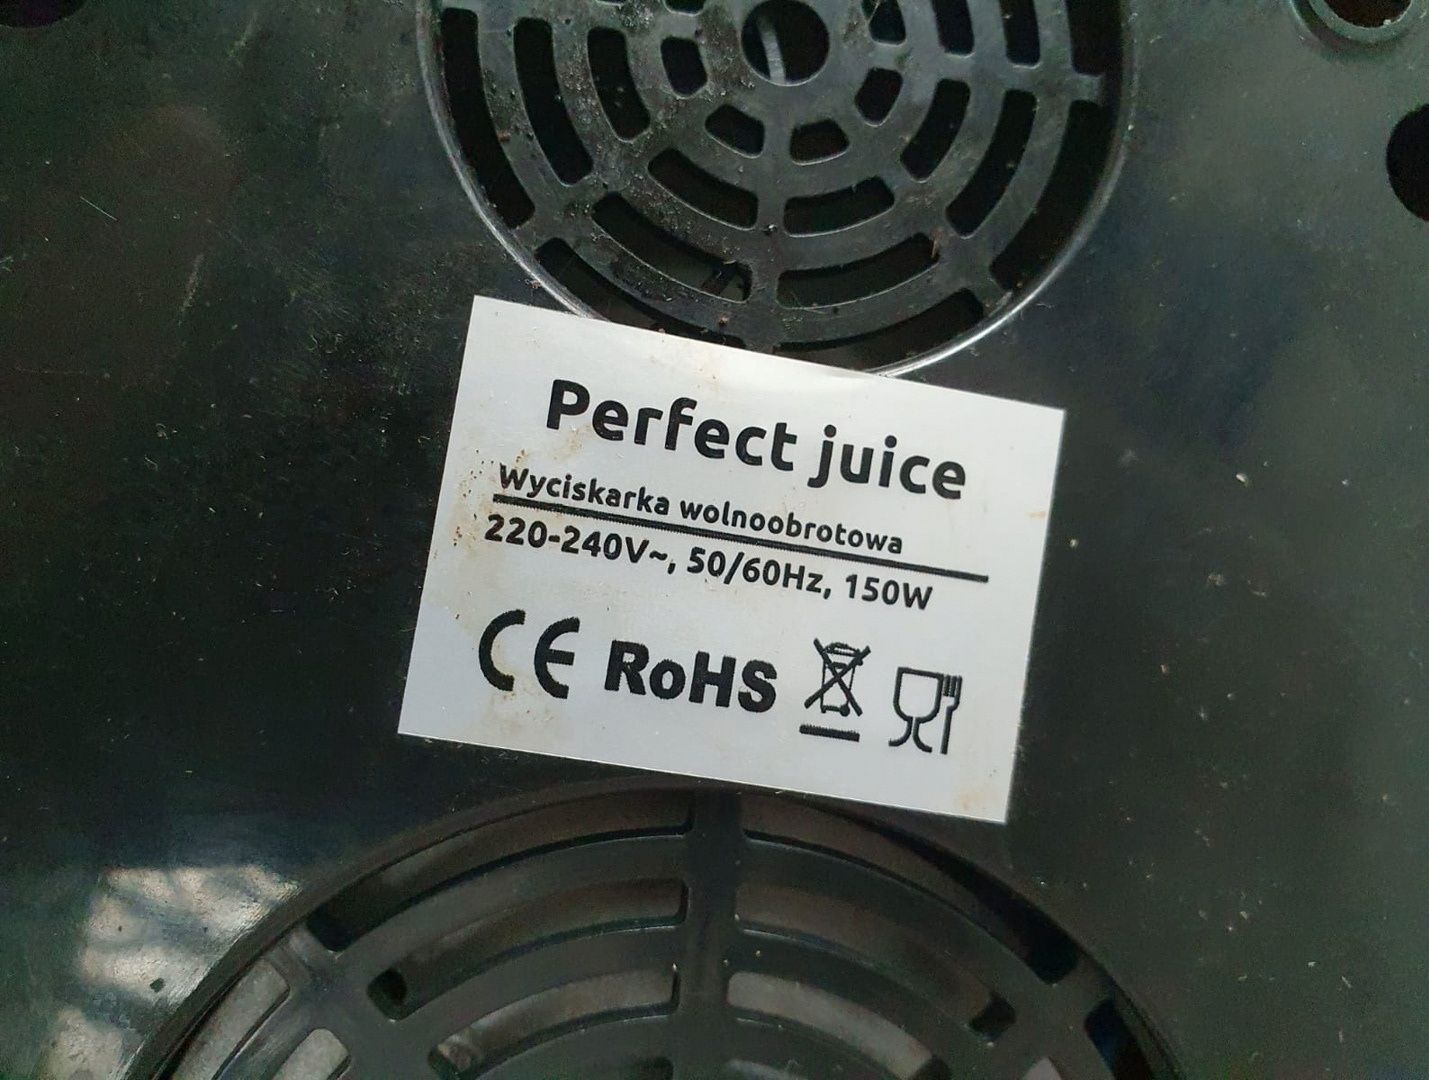 Perfect juice
Wyciskarka wolnoobrotowa
220-240V~, 50/60Hz, 150W
CE RoHS